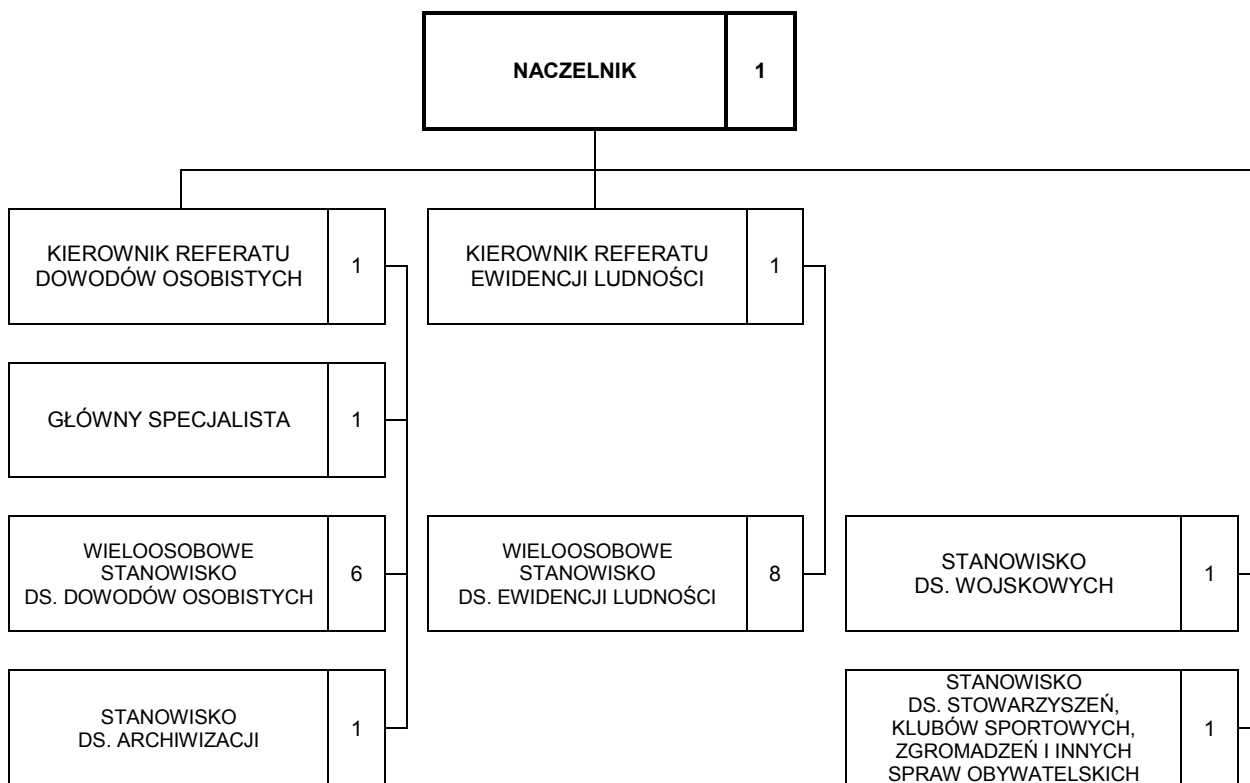 NACZELNIK 1
KIEROWNIK REFERATU
DOWODÓW OSOBISTYCH
1
KIEROWNIK REFERATU
EWIDENCJI LUDNOŚCI
1
GŁÓWNY SPECJALISTA 1
WIELOOSOBOWE
STANOWISKO
DS. DOWODÓW OSOBISTYCH
6
WIELOOSOBOWE
STANOWISKO
DS. EWIDENCJI LUDNOŚCI
8
STANOWISKO
DS. WOJSKOWYCH
1
STANOWISKO
DS. ARCHIWIZACJI
1
STANOWISKO
DS. STOWARZYSZEŃ,
KLUBÓW SPORTOWYCH,
ZGROMADZEŃ I INNYCH
SPRAW OBYWATELSKICH
1